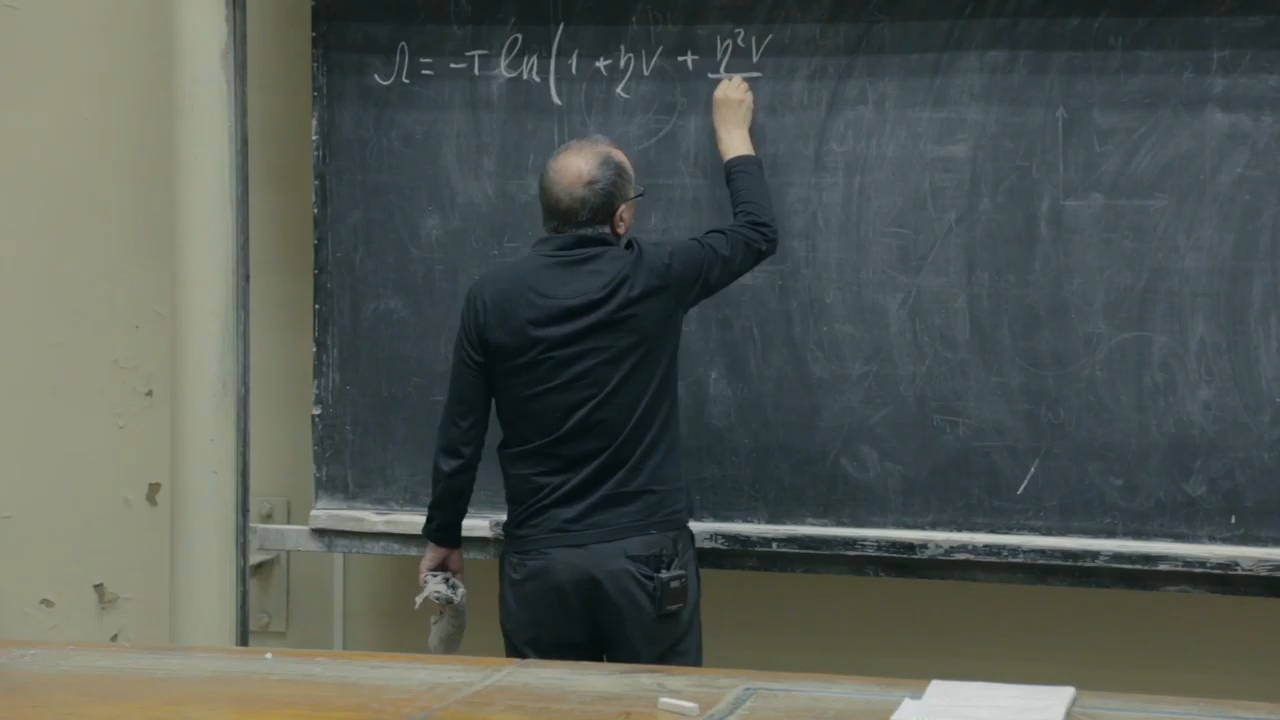 Ω = -T ln(1 + ηV + η²V